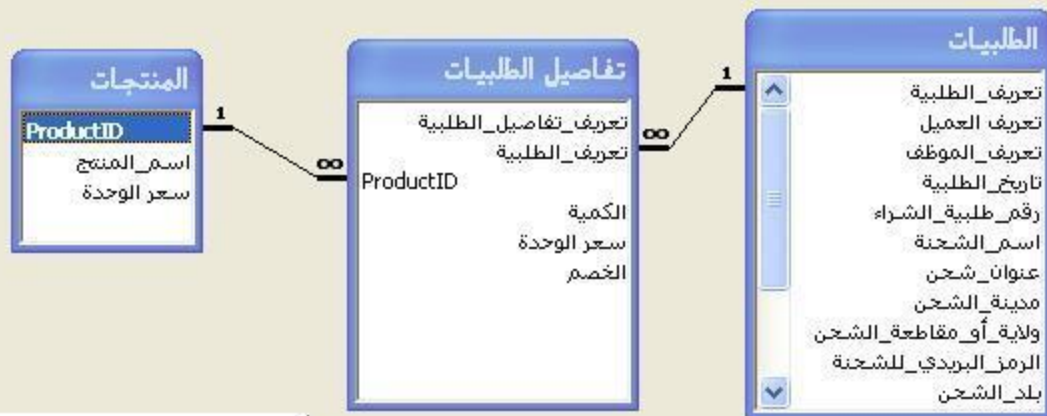 الطلبيات
تعريف_الطلبية
تعريف العميل
تعريف_الموظف
تاريخ_الطلبية
رقم_طلبية_الشراء
اسم_الشحنة
عنوان_شحن
مدينة_الشحن
ولاية_أو_مقاطعة_الشحن
الرمز_البريدي_للشحنة
بلد_الشحن
1
∞
تفاصيل الطلبيات
تعريف_تفاصيل_الطلبية
تعريف_الطلبية
ProductID
الكمية
سعر الوحدة
الخصم
∞
1
المنتجات
ProductID
اسم_المنتج
سعر الوحدة